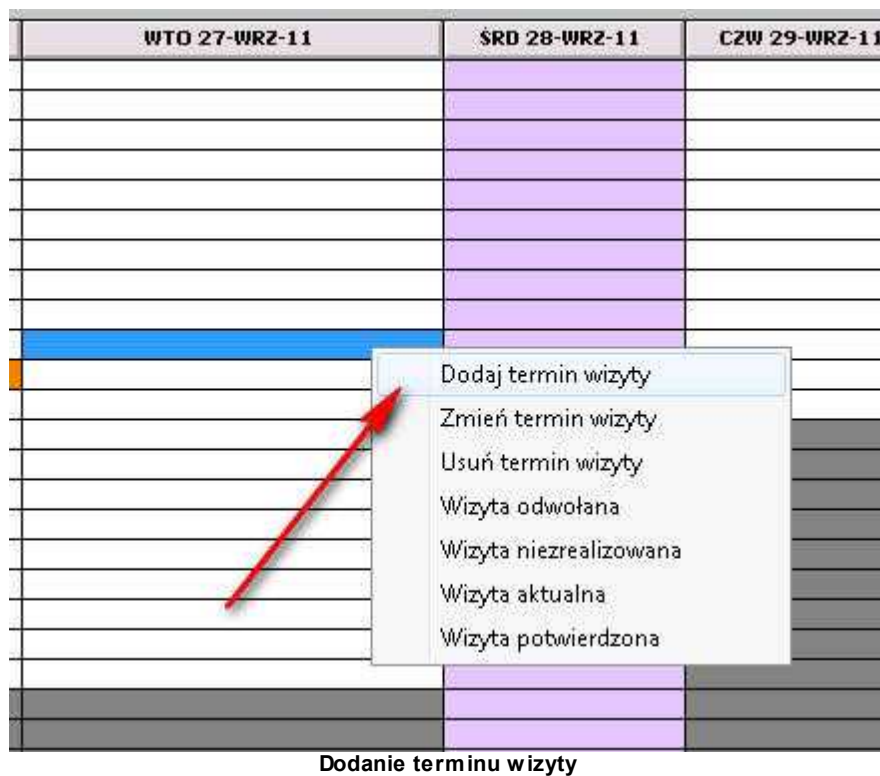 WTO 27-WRZ-11 ŚRD 28-WRZ-11 CZW 29-WRZ-11
Dodaj termin wizyty
Zmień termin wizyty
Usuń termin wizyty
Wizyta odwołana
Wizyta niezrealizowana
Wizyta aktualna
Wizyta potwierdzona
Dodanie terminu wizyty